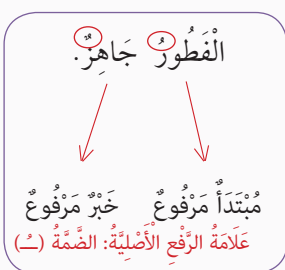 الْفَطُورُ جَاهِزٌ.
مُبْتَدَأٌ مَرْفُوعٌ خَبَرٌ مَرْفُوعٌ
عَلَامَةُ الرَّفْعِ الْأَصْلِيَّةُ: الضَّمَّةُ (ـُ)